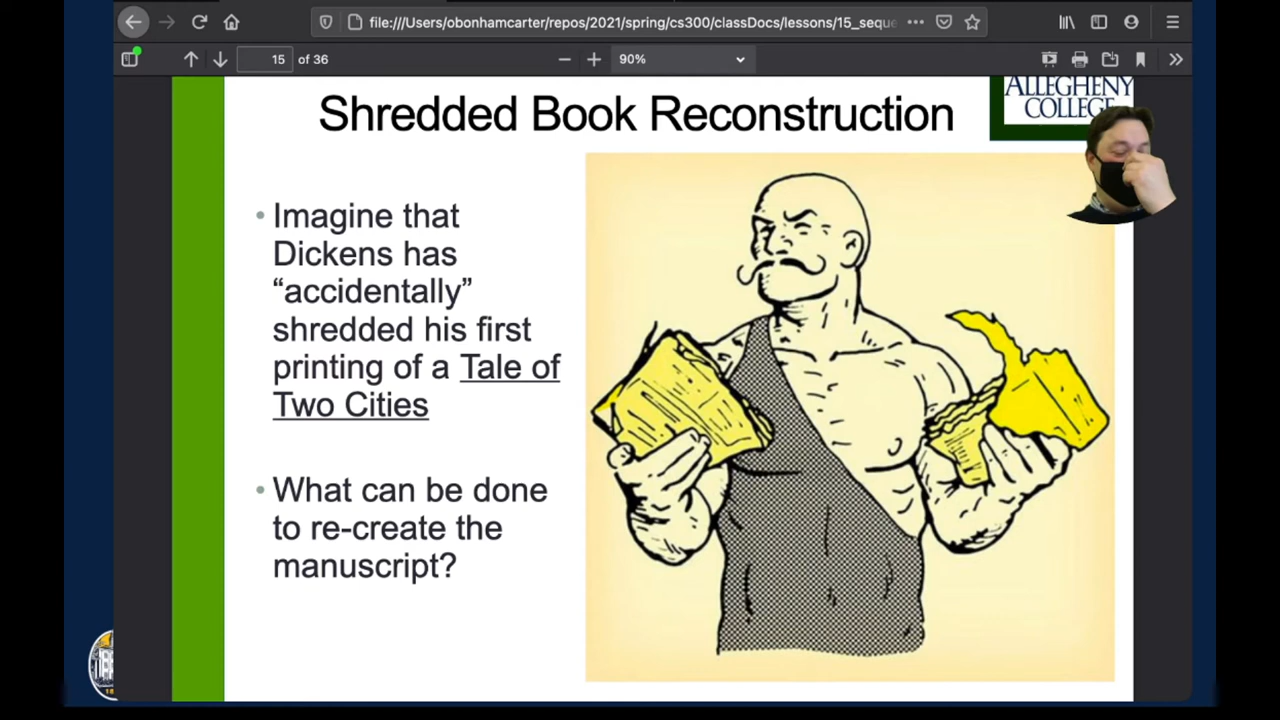 file:///Users/obonhamcarter/repos/2021/spring/cs300/classDocs/lessons/15_seque
15 of 36
90%
Shredded Book Reconstruction
ALLEGHENY
COLLEGE
• Imagine that
Dickens has
“accidentally”
shredded his first
printing of a Tale of
Two Cities
• What can be done
to re-create the
manuscript?